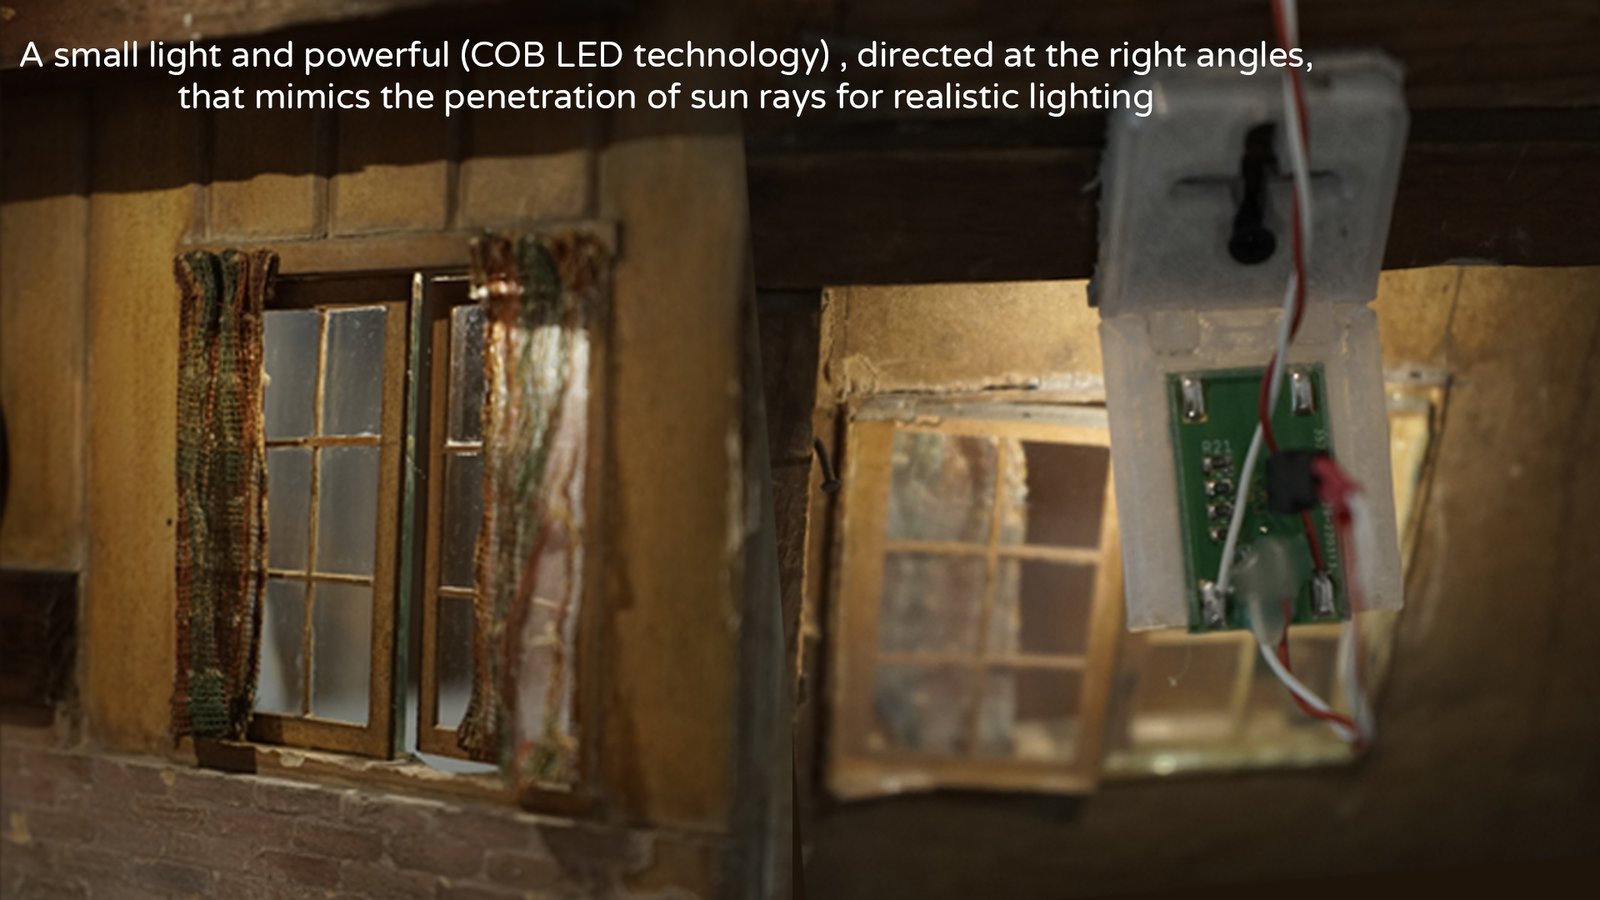 A small light and powerful (COB LED technology) , directed at the right angles,
that mimics the penetration of sun rays for realistic lighting